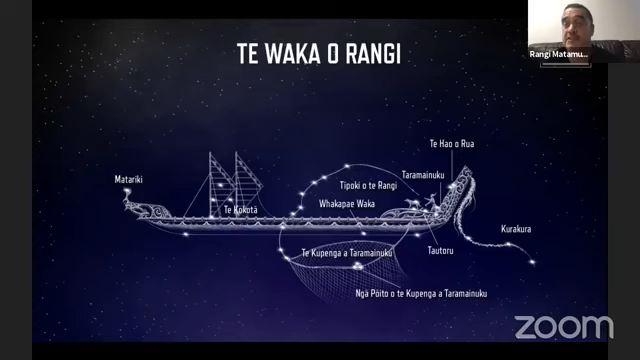 TE WAKA O RANGI
Rangi Matamu...
Te Hao o Rua
Matariki
Taramainuku
Tipoki o te Rangi
Whakapae Waka
Te Kokotā
Kurakura
Te Kupenga a Taramainuku
Tautoru
Ngā Pōito o te Kupenga a Taramainuku
zoom